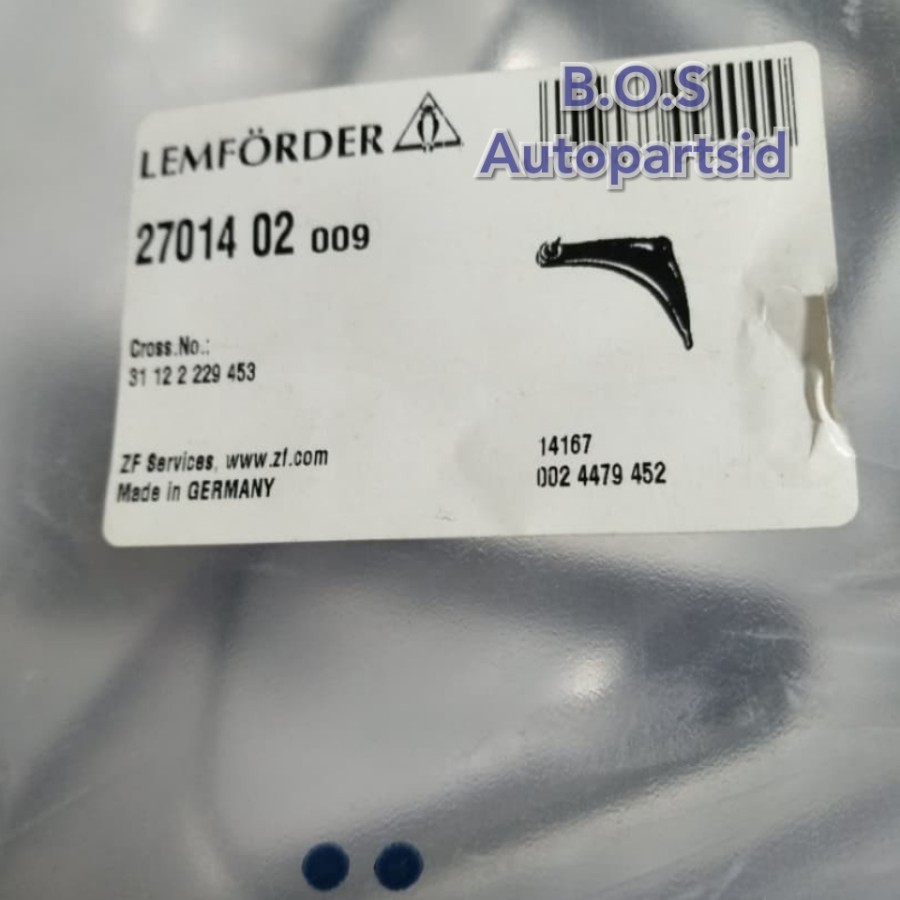 B.O.S
Autopartsid
LEMFÖRDER
27014 02 009
Cross.No.:
31 12 2 229 453
ZF Services, www.zf.com
Made in GERMANY
14167
002 4479 452